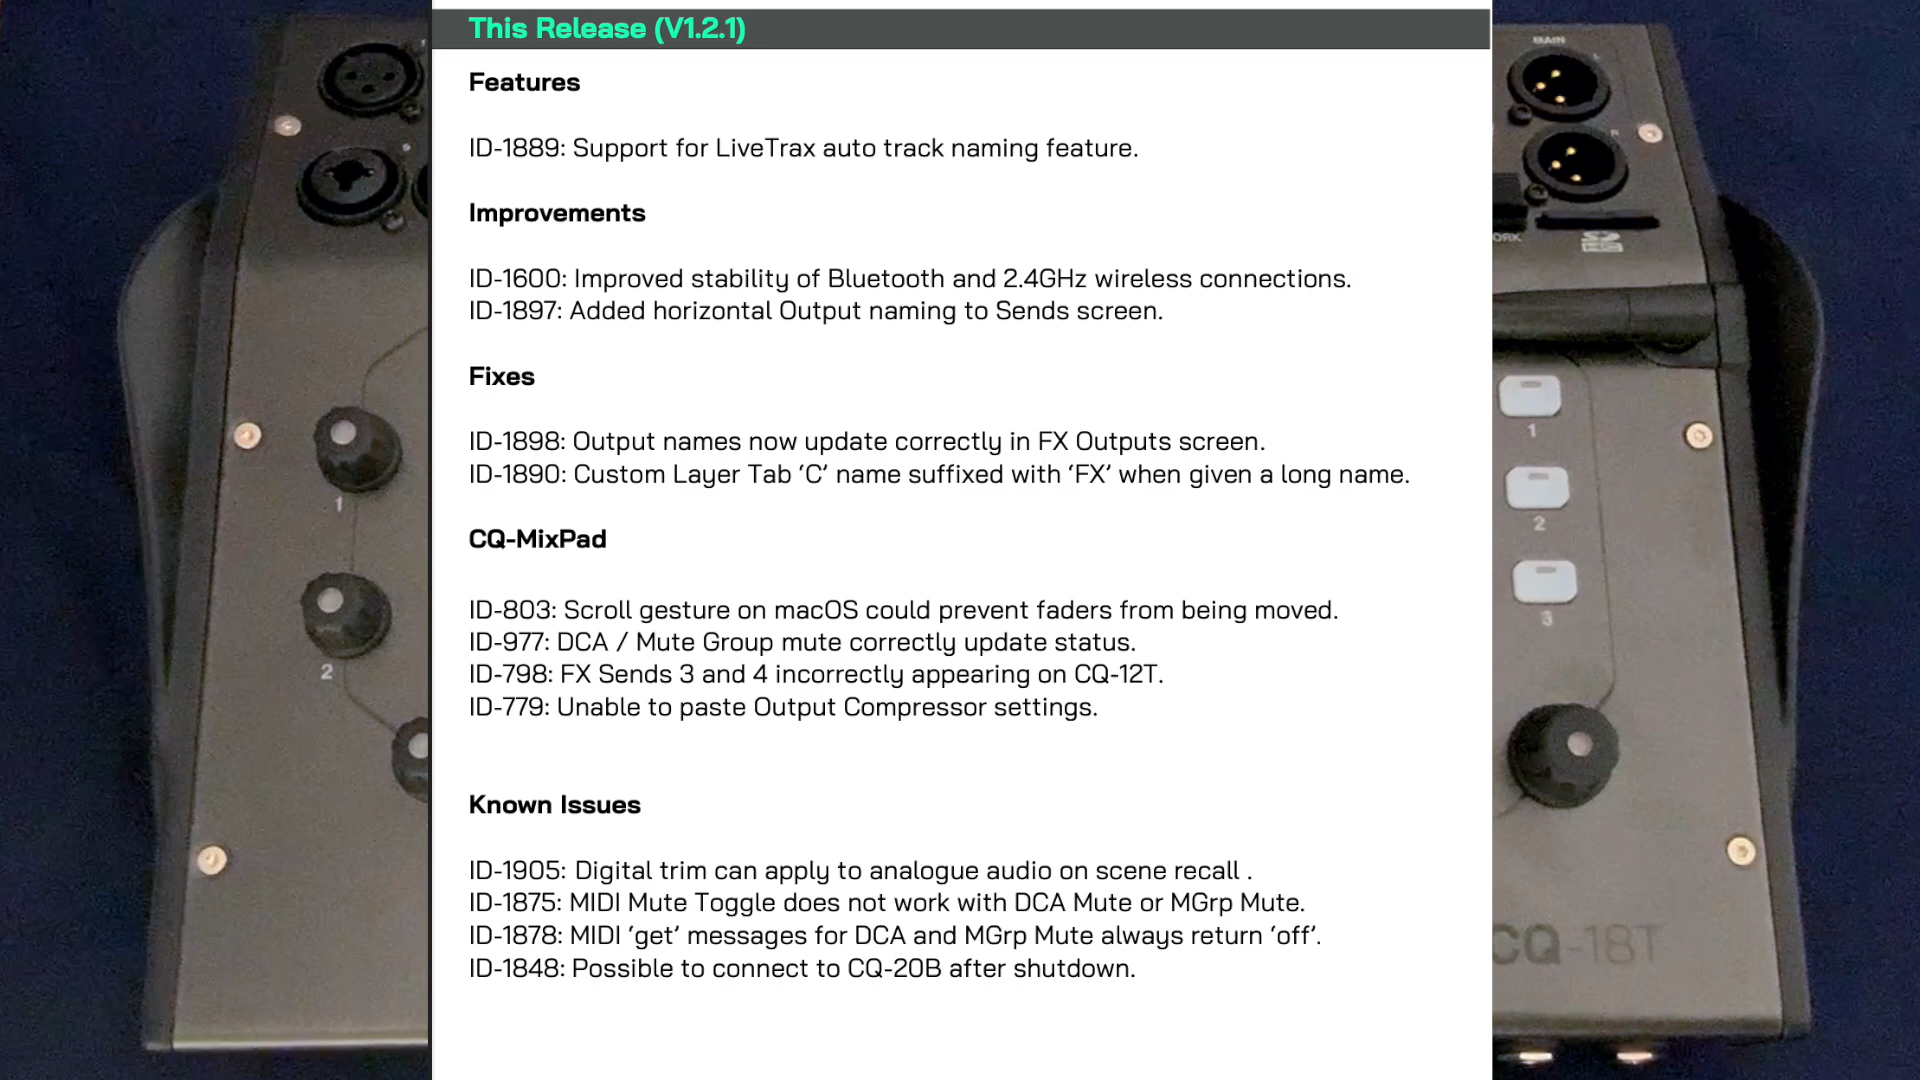 This Release (V1.2.1)
Features
ID-1889: Support for LiveTrax auto track naming feature.
Improvements
ID-1600: Improved stability of Bluetooth and 2.4GHz wireless connections.
ID-1897: Added horizontal Output naming to Sends screen.
Fixes
ID-1898: Output names now update correctly in FX Outputs screen.
ID-1890: Custom Layer Tab ‘C’ name suffixed with ‘FX’ when given a long name.
CQ-MixPad
ID-803: Scroll gesture on macOS could prevent faders from being moved.
ID-977: DCA / Mute Group mute correctly update status.
ID-798: FX Sends 3 and 4 incorrectly appearing on CQ-12T.
ID-779: Unable to paste Output Compressor settings.
Known Issues
ID-1905: Digital trim can apply to analogue audio on scene recall .
ID-1875: MIDI Mute Toggle does not work with DCA Mute or MGrp Mute.
ID-1878: MIDI ‘get’ messages for DCA and MGrp Mute always return ‘off’.
ID-1848: Possible to connect to CQ-20B after shutdown.
1
2
MAIN
L
R
1
2
3
CQ-18T